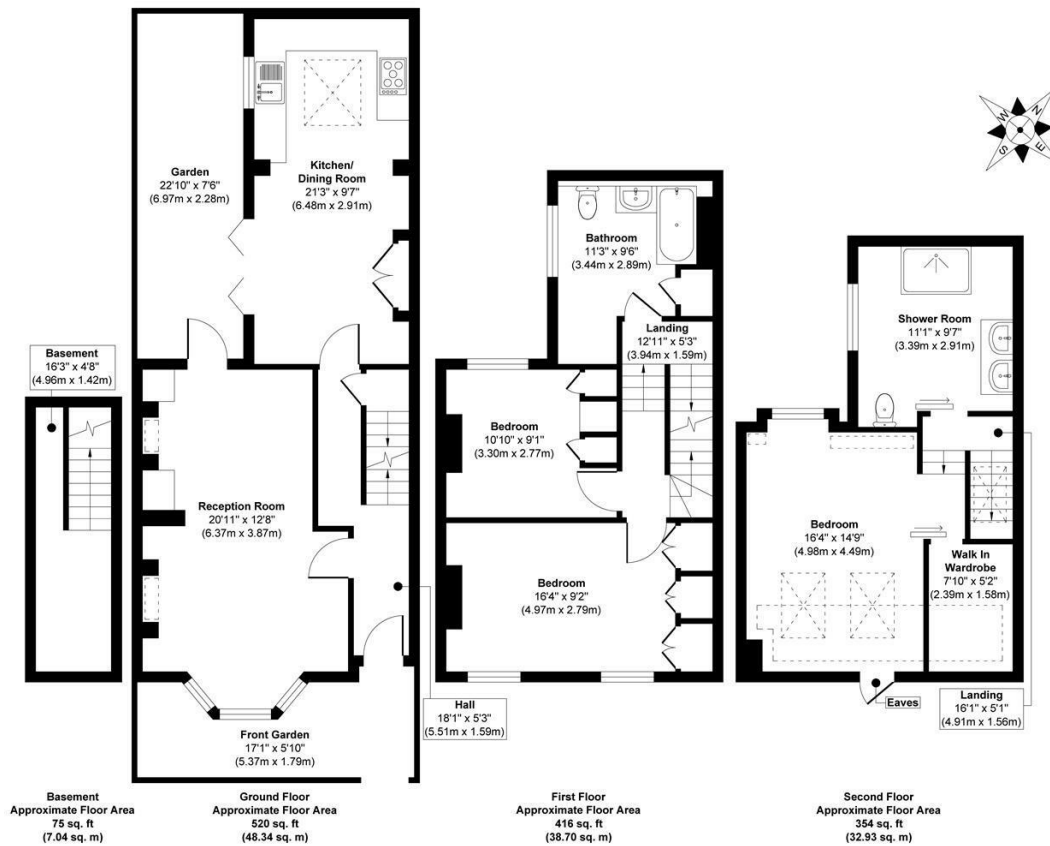 Garden
22'10" x 7'6"
(6.97m x 2.28m)
Kitchen/
Dining Room
21'3" x 9'7"
(6.48m x 2.91m)
Basement
16'3" x 4'8"
(4.96m x 1.42m)
Reception Room
20'11" x 12'8"
(6.37m x 3.87m)
Hall
18'1" x 5'3"
(5.51m x 1.59m)
Front Garden
17'1" x 5'10"
(5.37m x 1.79m)
Bathroom
11'3" x 9'6"
(3.44m x 2.89m)
Landing
12'11" x 5'3"
(3.94m x 1.59m)
Bedroom
10'10" x 9'1"
(3.30m x 2.77m)
Bedroom
16'4" x 9'2"
(4.97m x 2.79m)
W N
S E
Shower Room
11'1" x 9'7"
(3.39m x 2.91m)
Bedroom
16'4" x 14'9"
(4.98m x 4.49m)
Walk In
Wardrobe
7'10" x 5'2"
(2.39m x 1.58m)
Eaves
Landing
16'1" x 5'1"
(4.91m x 1.56m)
Basement
Approximate Floor Area
75 sq. ft
(7.04 sq. m)
Ground Floor
Approximate Floor Area
520 sq. ft
(48.34 sq. m)
First Floor
Approximate Floor Area
416 sq. ft
(38.70 sq. m)
Second Floor
Approximate Floor Area
354 sq. ft
(32.93 sq. m)